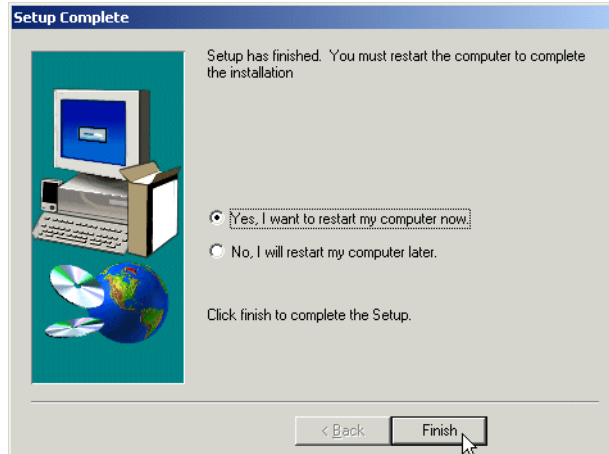 Setup Complete
Setup has finished.  You must restart the computer to complete
the installation
Yes, I want to restart my computer now.
No, I will restart my computer later.
Click finish to complete the Setup.
< Back
Finish